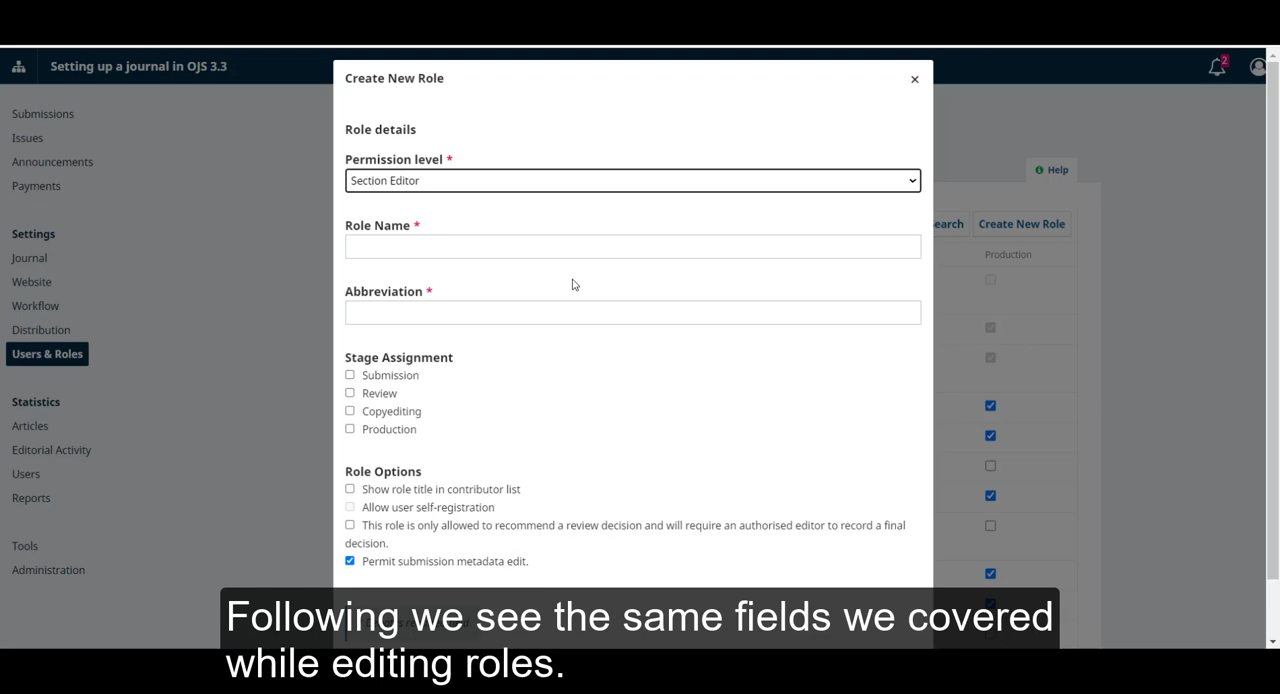 Setting up a journal in OJS 3.3
2
Submissions
Issues
Announcements
Payments
Settings
Journal
Website
Workflow
Distribution
Users & Roles
Statistics
Articles
Editorial Activity
Users
Reports
Tools
Administration
Create New Role
×
Role details
Permission level *
Section Editor
Role Name *
Abbreviation *
Stage Assignment
Submission
Review
Copyediting
Production
Role Options
Show role title in contributor list
Allow user self-registration
This role is only allowed to recommend a review decision and will require an authorised editor to record a final
decision.
Permit submission metadata edit.
Help
earch
Create New Role
Production
Following we see the same fields we covered
while editing roles.